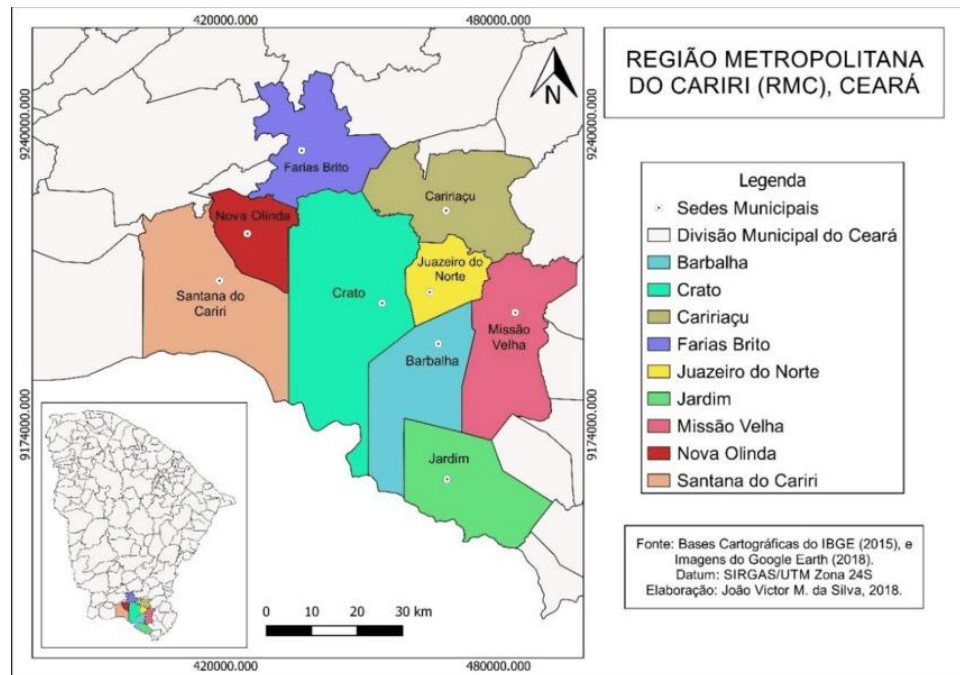 420000.000
480000.000
9240000.000
9240000.000
N
Farias Brito
Caririaçu
Nova Olinda
Juazeiro do
Norte
Santana do
Cariri
Crato
Missão
Velha
Barbalha
9174000.000
9174000.000
Jardim
0 10 20 30 km
420000.000
480000.000
REGIÃO METROPOLITANA
DO CARIRI (RMC), CEARÁ
Legenda
Sedes Municipais
Divisão Municipal do Ceará
Barbalha
Crato
Caririaçu
Farias Brito
Juazeiro do Norte
Jardim
Missão Velha
Nova Olinda
Santana do Cariri
Fonte: Bases Cartográficas do IBGE (2015), e
Imagens do Google Earth (2018).
Datum: SIRGAS/UTM Zona 24S
Elaboração: João Victor M. da Silva, 2018.